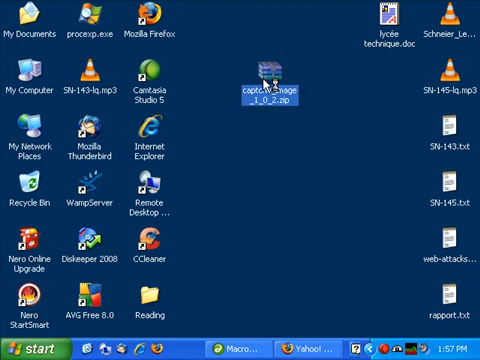 My Documents
procexp.exe
Mozilla Firefox
lycée
technique.doc
Schneier_Le...
My Computer
SN-143-lq.mp3
Camtasia
Studio 5
_1_0_2.zip
SN-145-lq.mp3
My Network
Places
Mozilla
Thunderbird
Internet
Explorer
SN-143.txt
Recycle Bin
WampServer
Remote
Desktop ...
SN-145.txt
Nero Online
Upgrade
Diskeeper 2008
CCleaner
web-attacks...
Nero
StartSmart
AVG Free 8.0
Reading
rapport.txt
start
Macro...
Yahoo! ...
1:57 PM